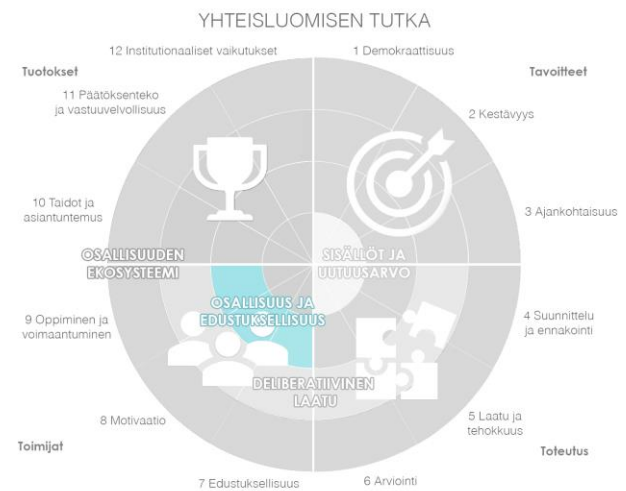 YHTEISLUOMISEN TUTKA
12 Institutionaaliset vaikutukset
1 Demokraattisuus
Tuotokset
Tavoitteet
11 Päätöksenteko
ja vastuuvelvollisuus
2 Kestävyys
10 Taidot ja
asiantuntemus
3 Ajankohtaisuus
OSALLISUUDEN
EKOSYSTEEMI
SISÄLLÖT JA
UUTUUSARVO
OSALLISUUS JA
EDUSTUKSELLISUUS
9 Oppiminen ja
voimaantuminen
4 Suunnittelu
ja ennakointi
DELIBERATIIVINEN
LAATU
8 Motivaatio
5 Laatu ja
tehokkuus
Toimijat
Toteutus
7 Edustuksellisuus
6 Arviointi